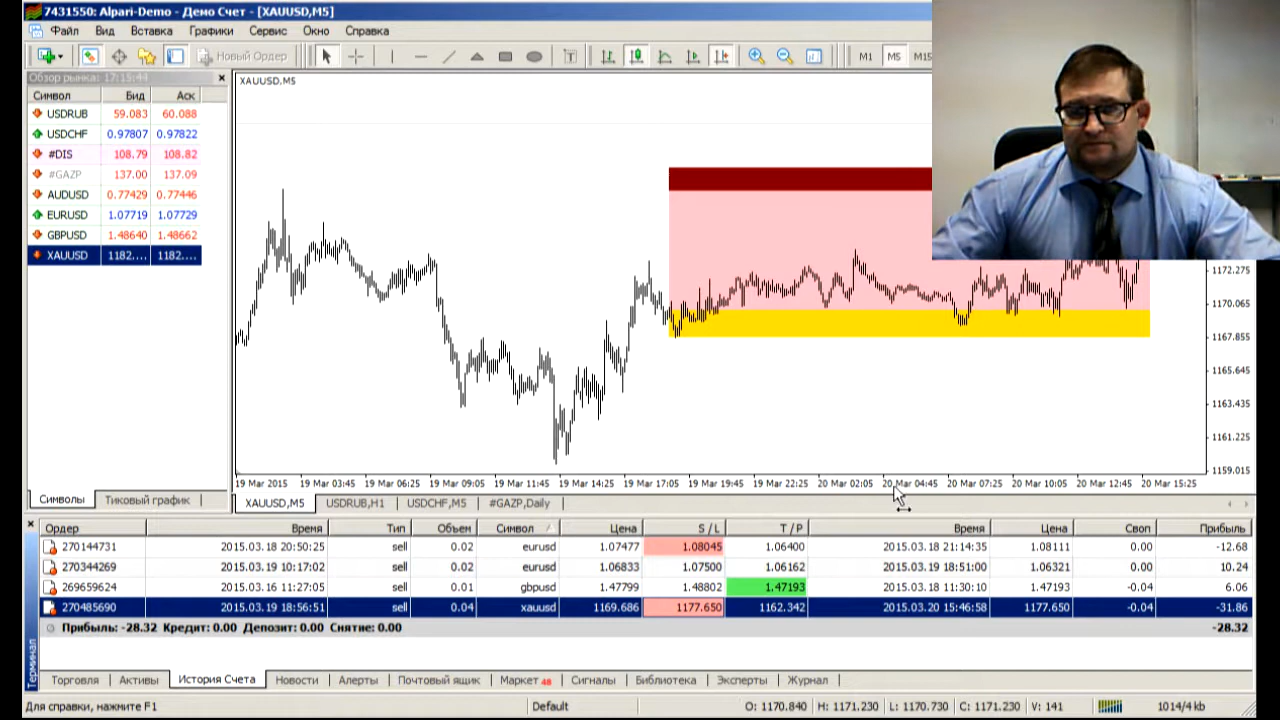 7431550: Alpari-Demo - Демо Счет - [XAUUSD,M5]
Файл Вид Вставка Графики Сервис Окно Справка
Новый Ордер M1 M5 M15
Обзор рынка: 17:15:44
Символ Бид Аск
USDRUB 59.083 60.088
USDCHF 0.97807 0.97822
#DIS 108.79 108.82
#GAZP 137.00 137.09
AUDUSD 0.77429 0.77446
EURUSD 1.07719 1.07729
GBPUSD 1.48640 1.48662
XAUUSD 1182.... 1182....
Символы Тиковый график
XAUUSD,M5
1172.275
1170.065
1167.855
1165.645
1163.435
1161.225
1159.015
19 Mar 2015 19 Mar 03:45 19 Mar 06:25 19 Mar 09:05 19 Mar 11:45 19 Mar 14:25 19 Mar 17:05 19 Mar 19:45 19 Mar 22:25 20 Mar 02:05 20 Mar 04:45 20 Mar 07:25 20 Mar 10:05 20 Mar 12:45 20 Mar 15:25
XAUUSD,M5 USDRUB,H1 USDCHF,M5 #GAZP,Daily
Ордер Время Тип Объем Символ Цена S / L T / P Время Цена Своп Прибыль
270144731 2015.03.18 20:50:25 sell 0.02 eurusd 1.07477 1.08045 1.06400 2015.03.18 21:14:35 1.08111 0.00 -12.68
270344269 2015.03.19 10:17:02 sell 0.02 eurusd 1.06833 1.07500 1.06162 2015.03.19 18:51:00 1.06321 0.00 10.24
269659624 2015.03.16 11:27:05 sell 0.01 gbpusd 1.47799 1.48802 1.47193 2015.03.18 11:30:10 1.47193 -0.04 6.06
270485690 2015.03.19 18:56:51 sell 0.04 xauusd 1169.686 1177.650 1162.342 2015.03.20 15:46:58 1177.650 -0.04 -31.86
Прибыль: -28.32 Кредит: 0.00 Депозит: 0.00 Снятие: 0.00 -28.32
Терминал
Торговля Активы История Счета Новости Алерты Почтовый ящик Маркет 48 Сигналы Библиотека Эксперты Журнал
Для справки, нажмите F1 Default O: 1170.840 H: 1171.230 L: 1170.730 C: 1171.230 V: 141 1014/4 kb